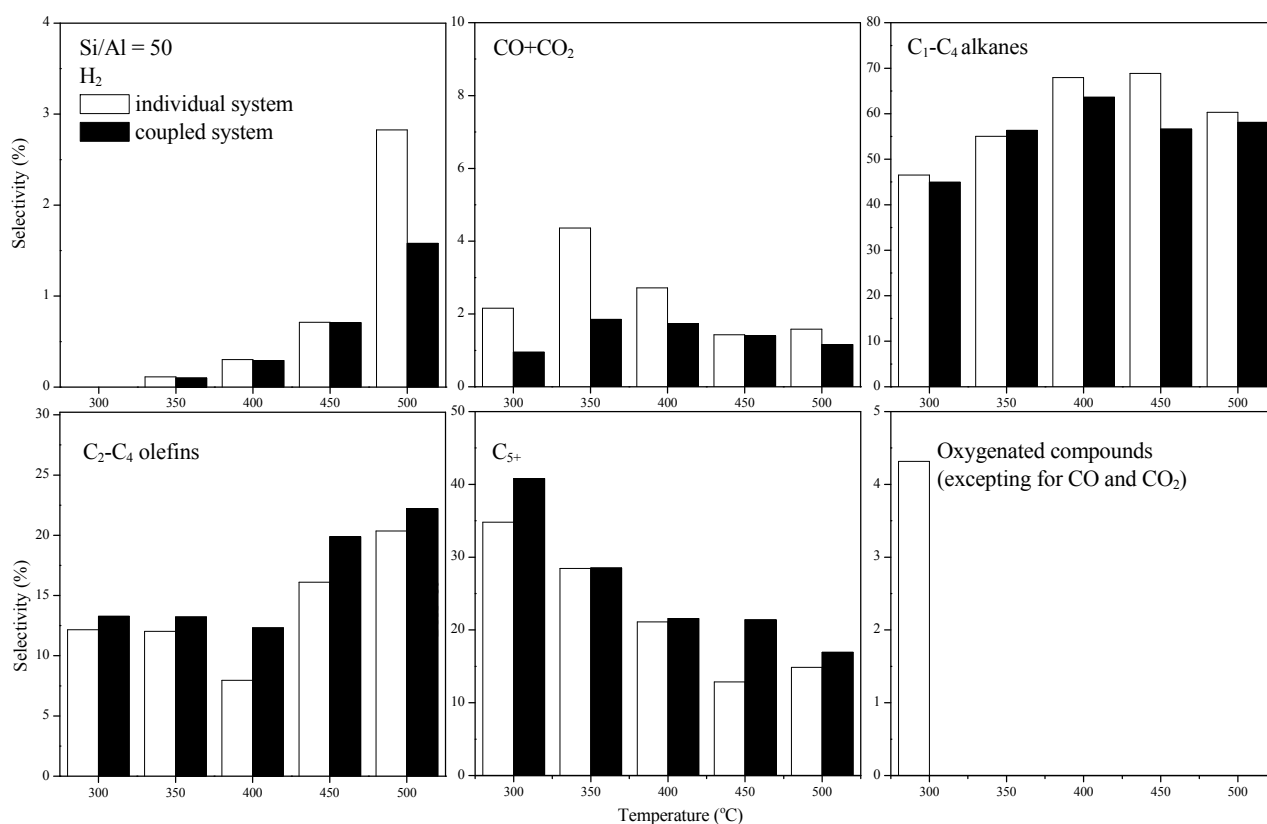 Si/Al = 50
H₂
individual system
coupled system
4
3
2
1
0
Selectivity (%)
300 350 400 450 500
CO+CO₂
10
8
6
4
2
0
300 350 400 450 500
C₁-C₄ alkanes
80
70
60
50
40
30
20
10
0
300 350 400 450 500
C₂-C₄ olefins
30
25
20
15
10
5
0
Selectivity (%)
300 350 400 450 500
C₅₊
50
40
30
20
10
0
300 350 400 450 500
Temperature (ºC)
Oxygenated compounds
(excepting for CO and CO₂)
5
4
3
2
1
0
300 350 400 450 500